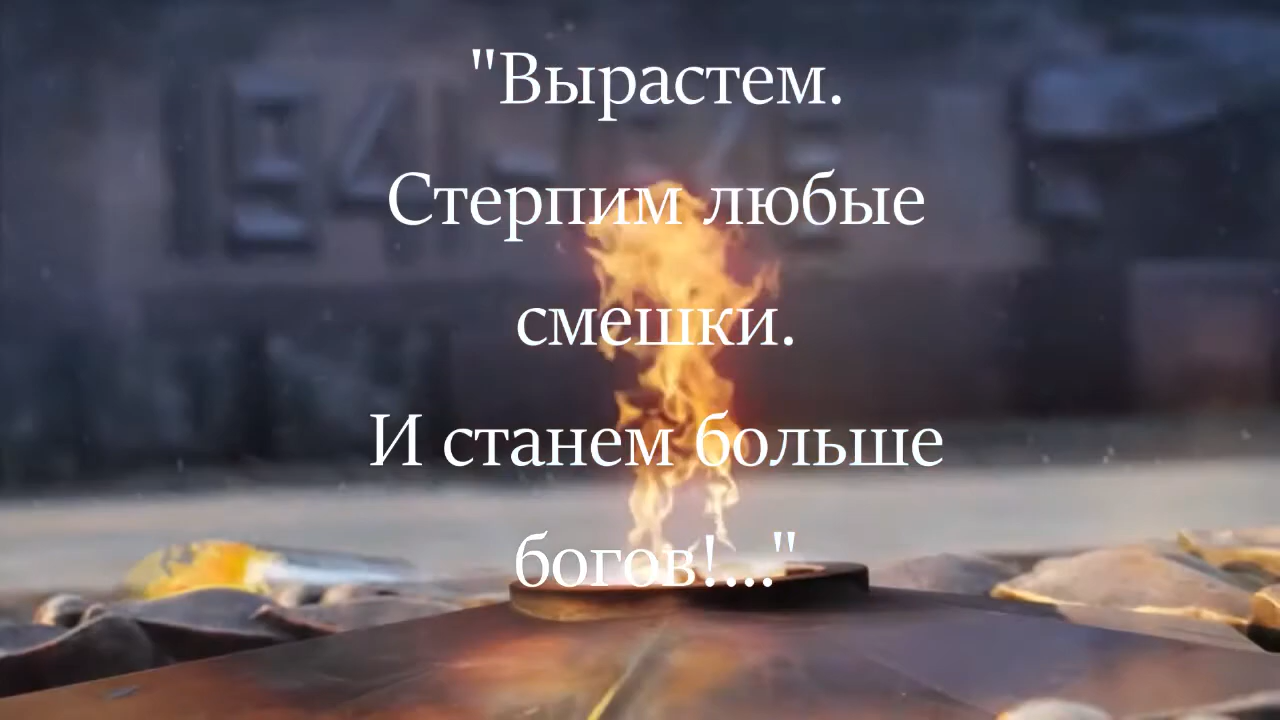 "Вырастем.
Стерпим любые
смешки.
И станем больше
богов!..."